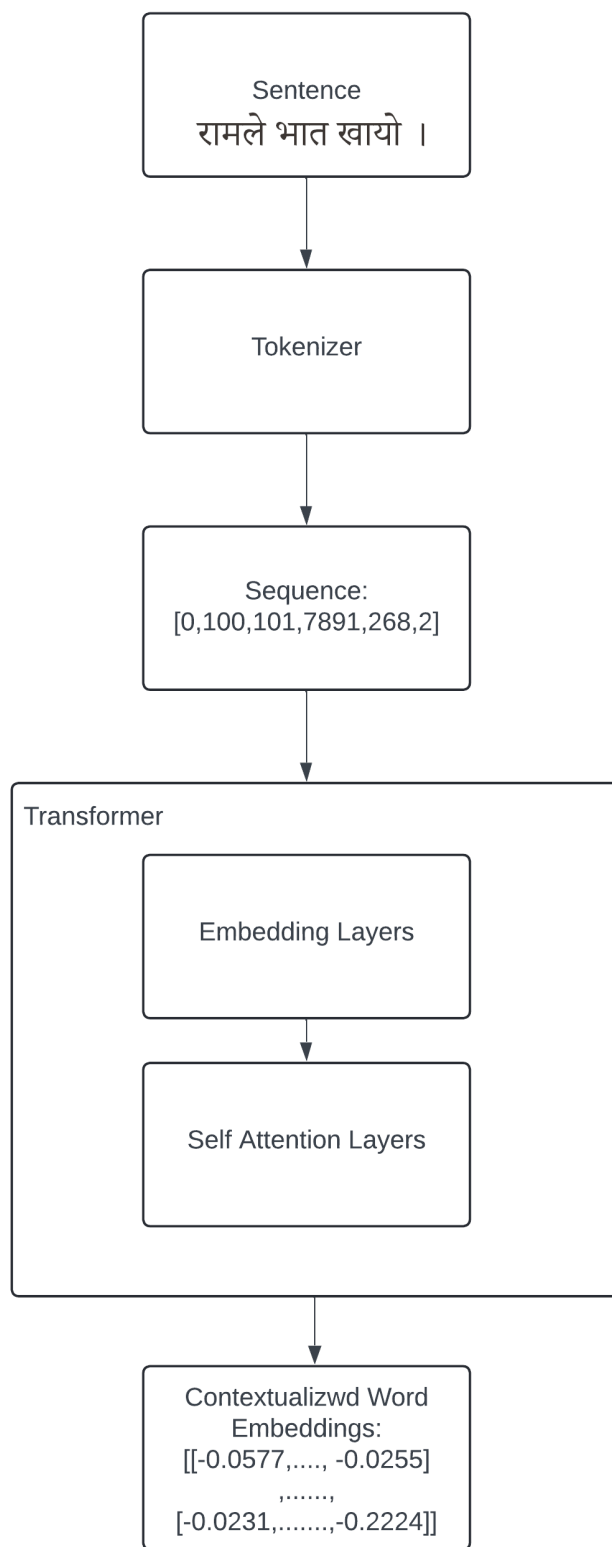 Sentence
रामले भात खायो ।
Tokenizer
Sequence:
[0,100,101,7891,268,2]
Transformer
Embedding Layers
Self Attention Layers
Contextualizwd Word
Embeddings:
[[-0.0577,...., -0.0255]
,......,
[-0.0231,.......,-0.2224]]